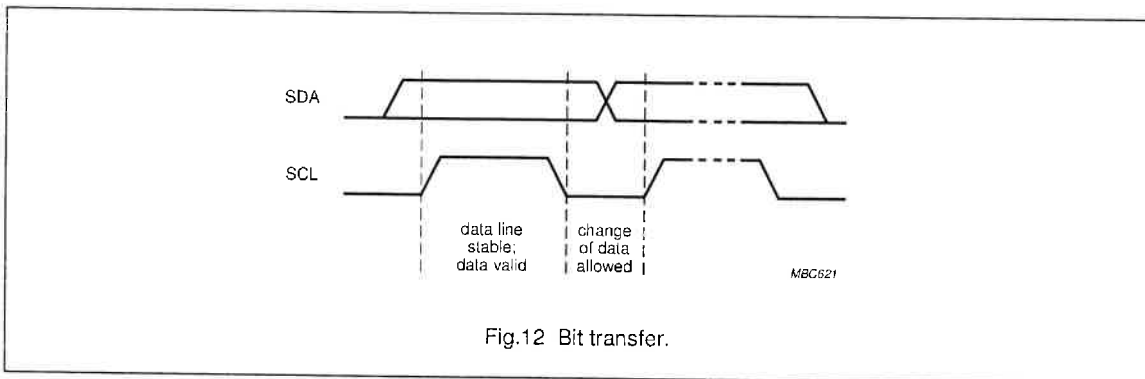 SDA
SCL
data line
stable;
data valid
change
of data
allowed
MBC621
Fig.12 Bit transfer.